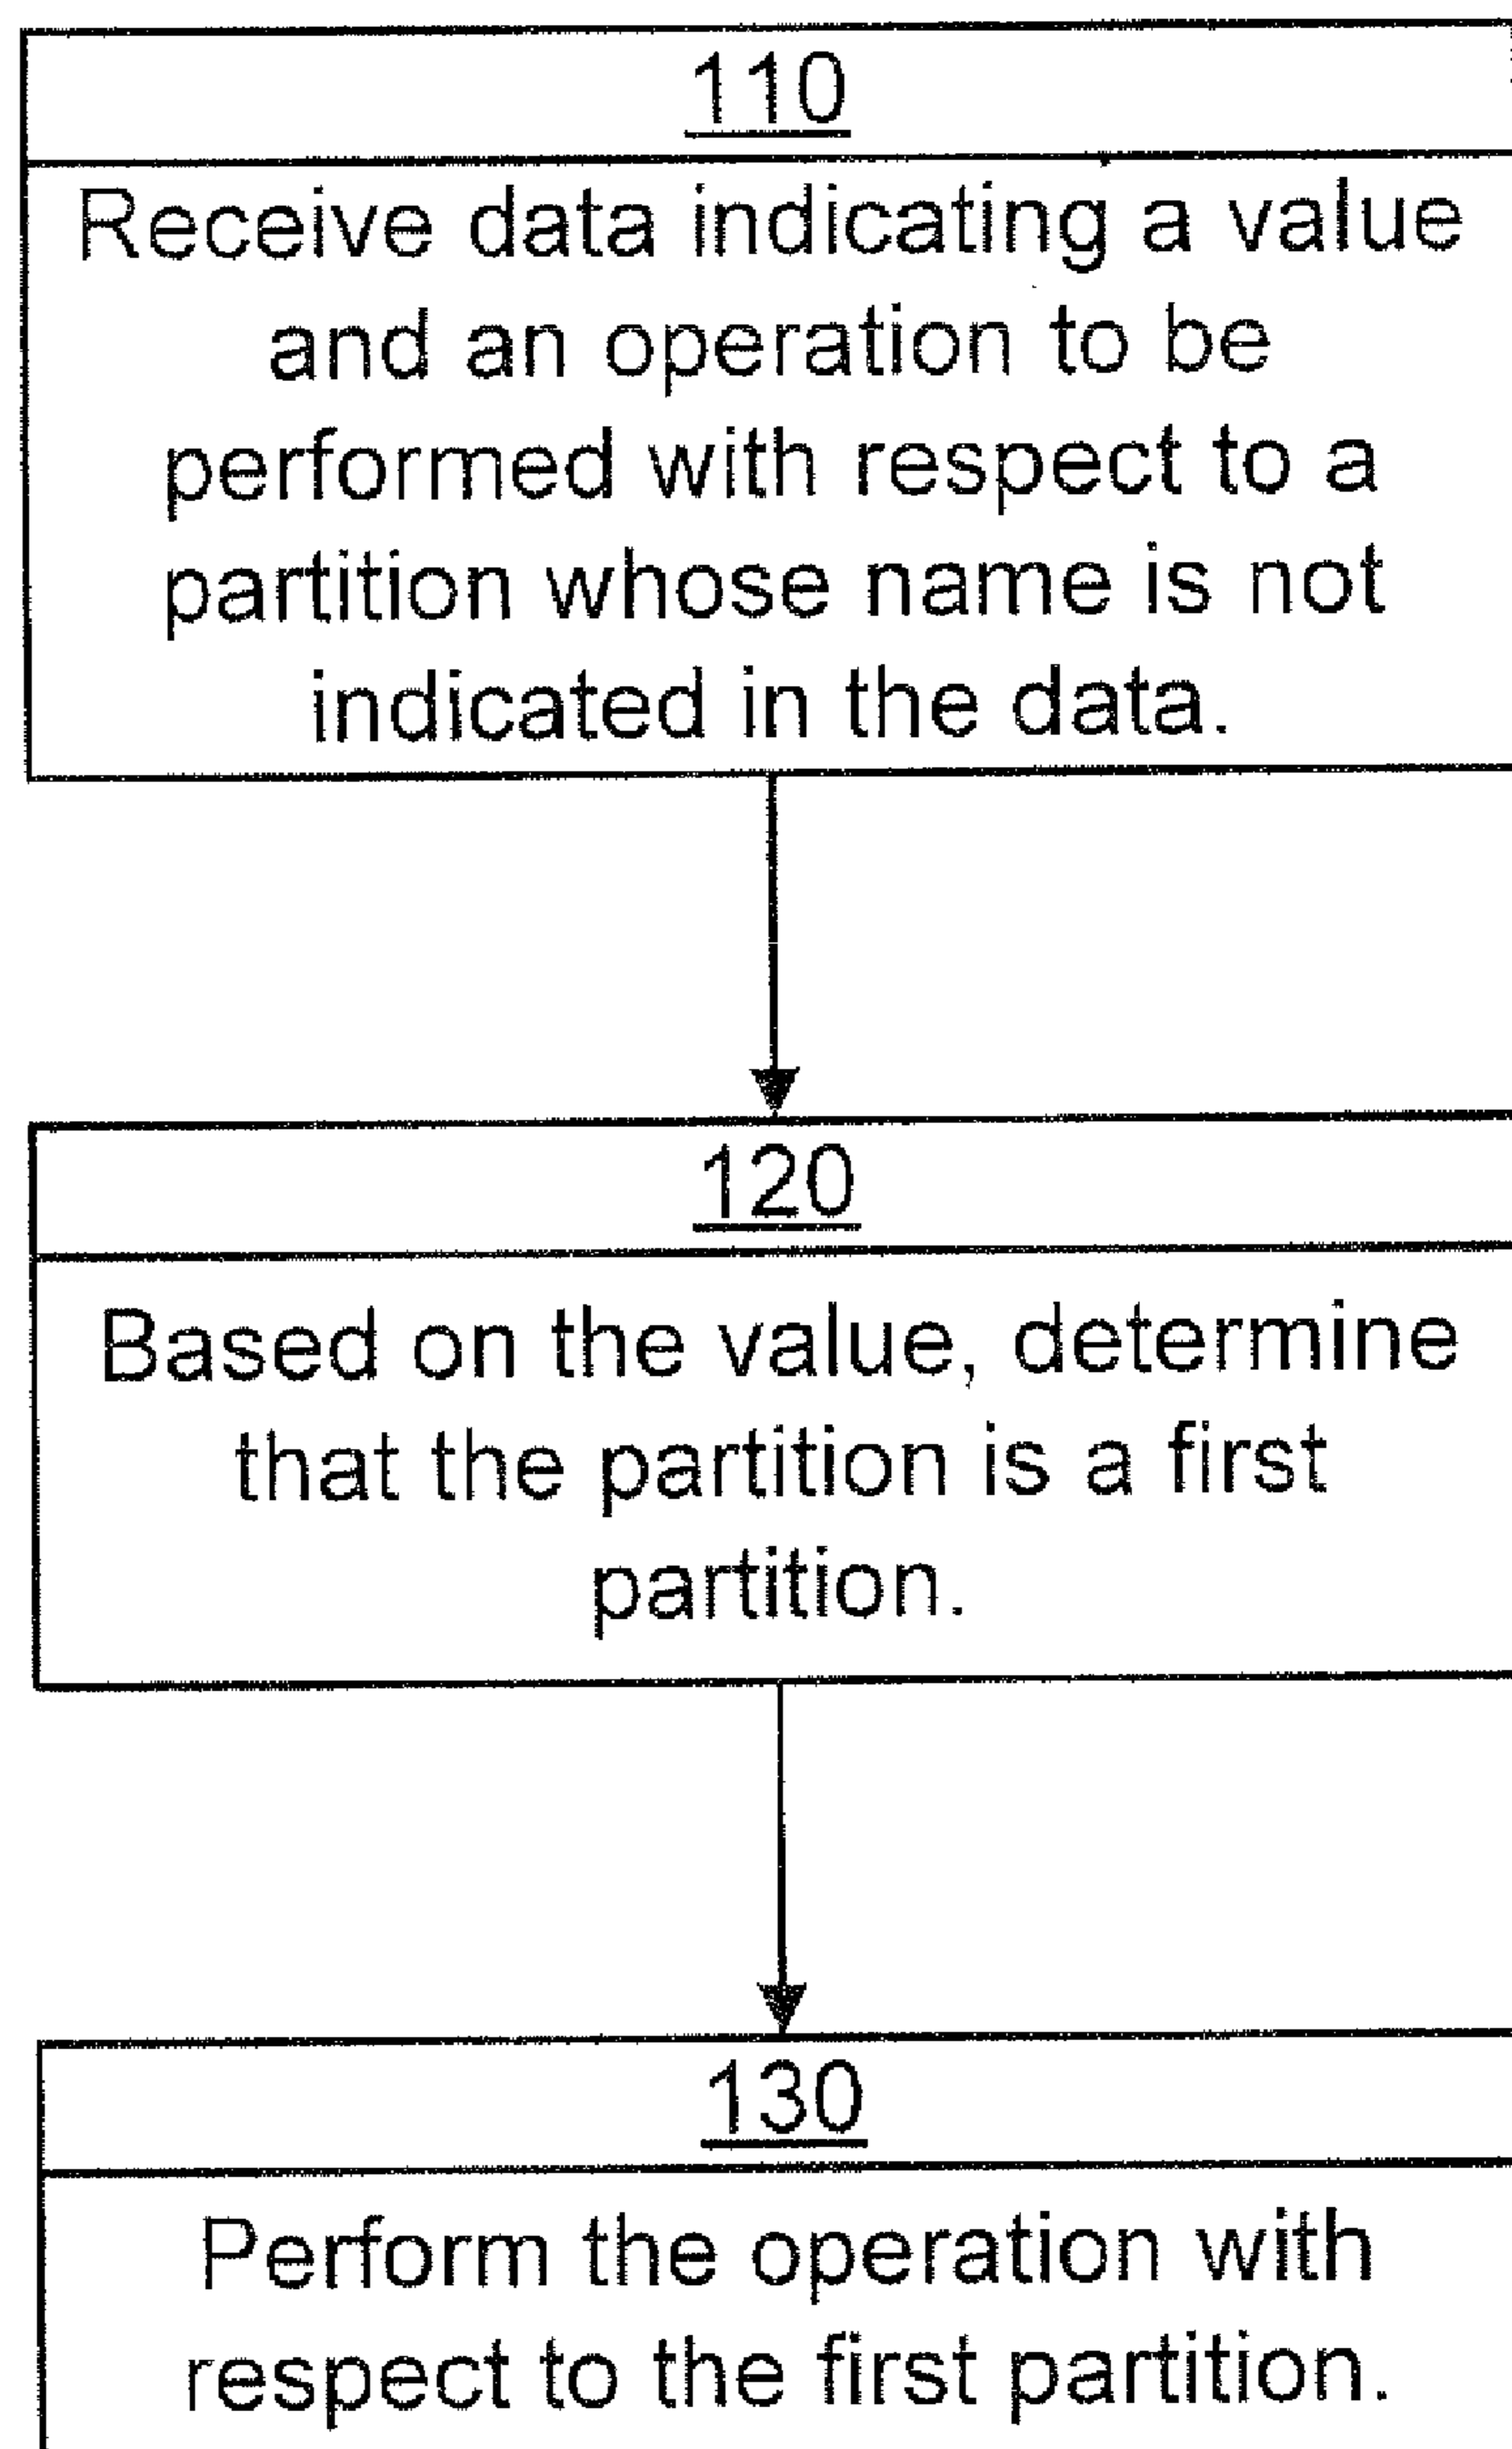 110
Receive data indicating a value
and an operation to be
performed with respect to a
partition whose name is not
indicated in the data.
120
Based on the value, determine
that the partition is a first
partition.
130
Perform the operation with
respect to the first partition.